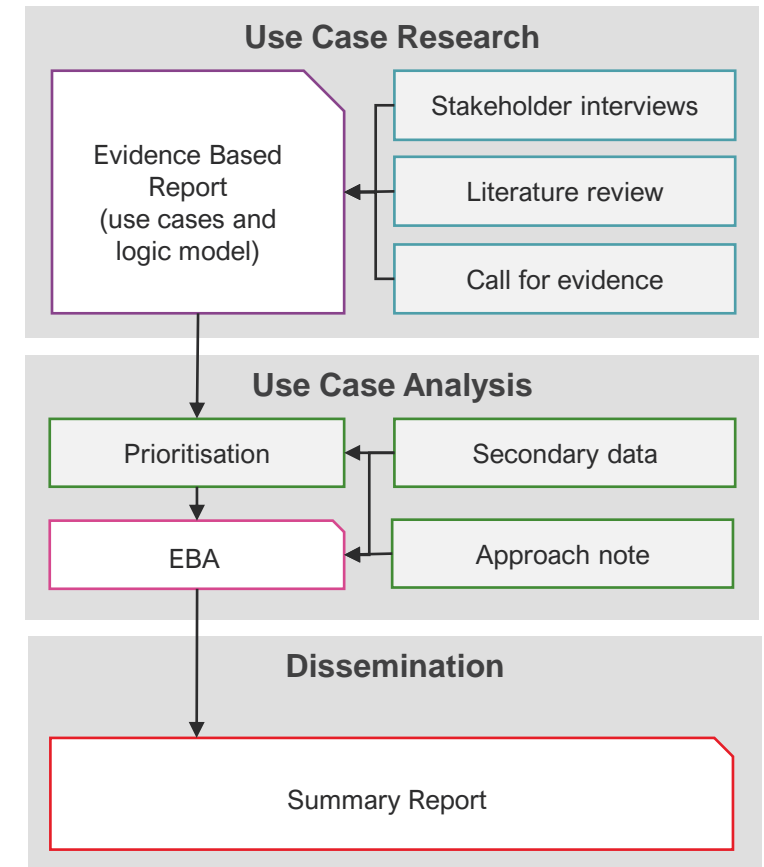 Use Case Research
Evidence Based
Report
(use cases and
logic model)
Stakeholder interviews
Literature review
Call for evidence
Use Case Analysis
Prioritisation
Secondary data
EBA
Approach note
Dissemination
Summary Report